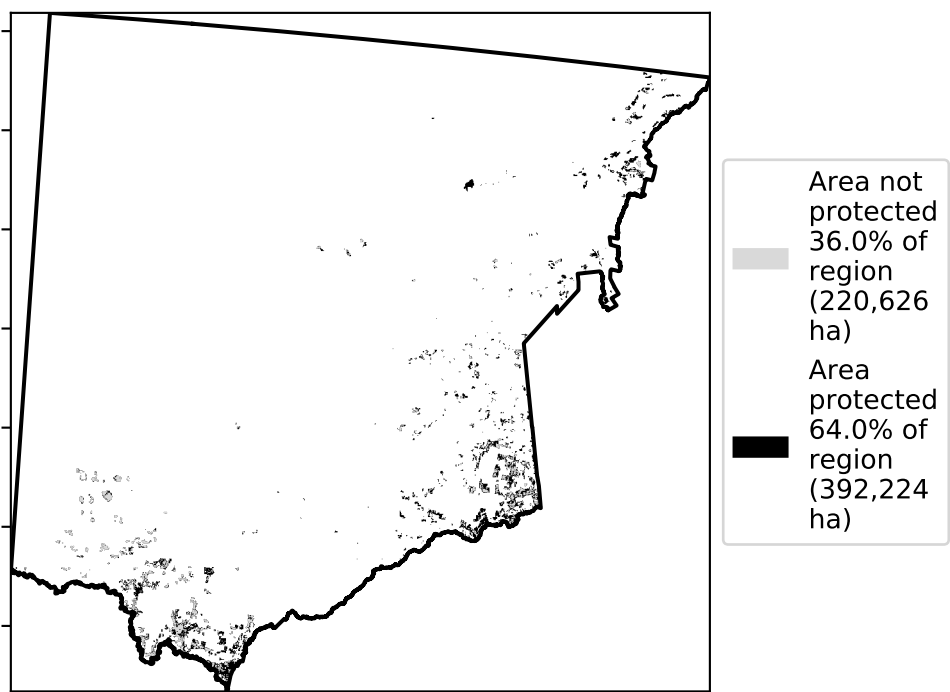 Area not
protected
36.0% of
region
(220,626
ha)
Area
protected
64.0% of
region
(392,224
ha)